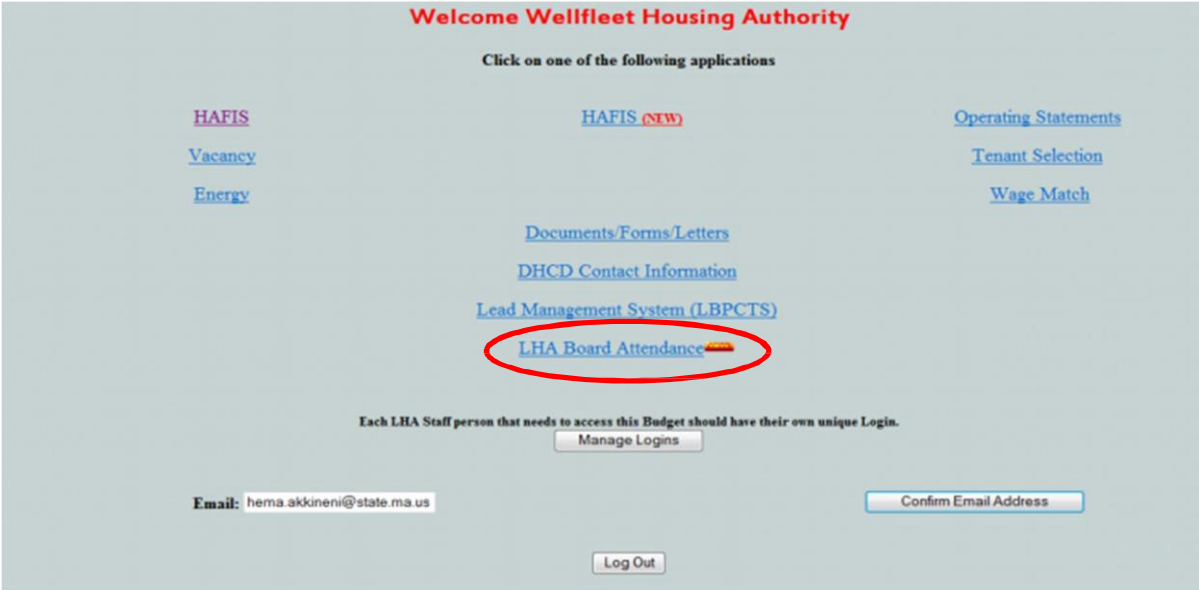 Welcome Wellfleet Housing Authority
Click on one of the following applications
HAFIS HAFIS (NEW) Operating Statements
Vacancy Tenant Selection
Energy Wage Match
Documents/Forms/Letters
DHCD Contact Information
Lead Management System (LBPCTS)
LHA Board Attendance
Each LHA Staff person that needs to access this Budget should have their own unique Login.
Manage Logins
Email: hema.akkineni@state.ma.us Confirm Email Address
Log Out